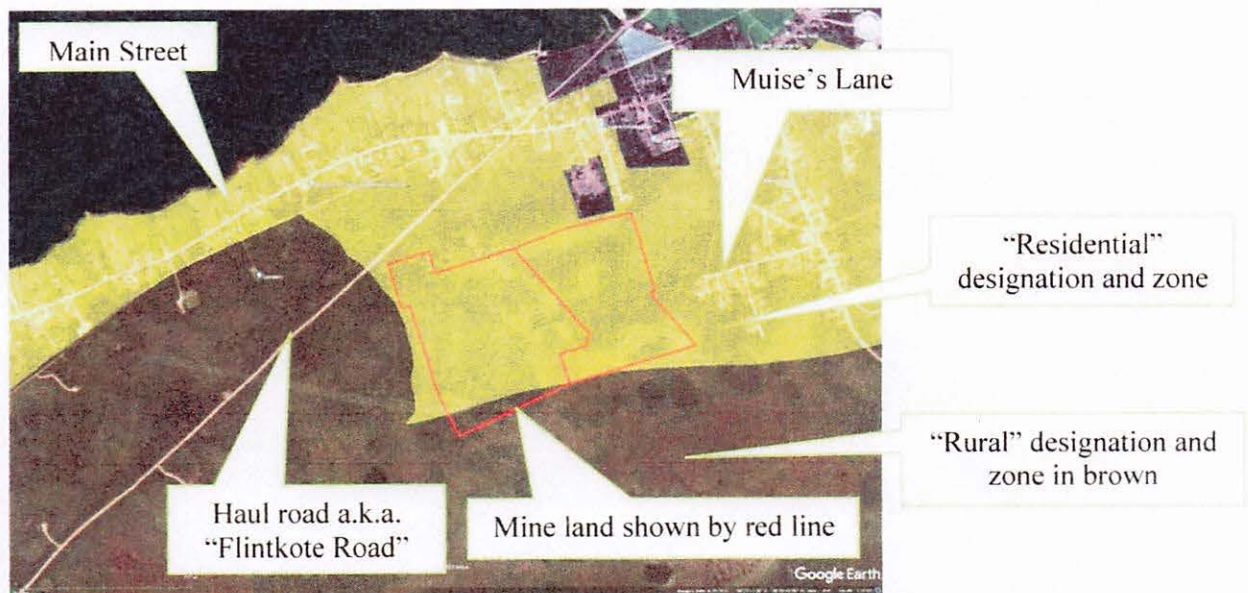 Main Street
Muise's Lane
“Residential”
designation and zone
“Rural” designation and
zone in brown
Haul road a.k.a.
“Flintkote Road”
Mine land shown by red line
Google Earth